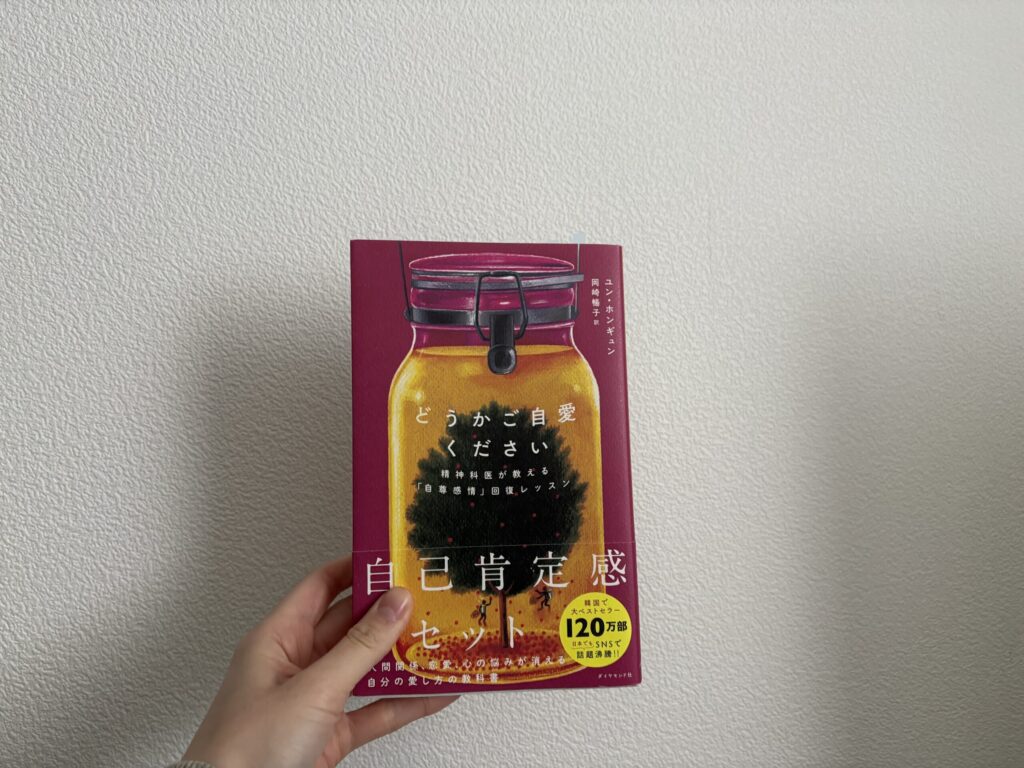 ユン・ホンギュン
岡崎暢子 訳
どうかご自愛
ください
精神科医が教える
「自尊感情」回復レッスン
自己肯定感
セット
人間関係、恋愛、心の悩みが消える
自分の愛し方の教科書
韓国で
大ベストセラー
120万部
日本でもSNSで
話題沸騰!!
ダイヤモンド社